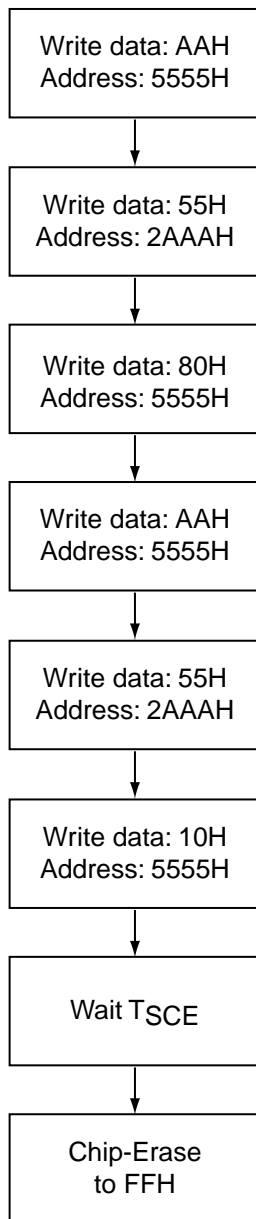 Write data: AAH
Address: 5555H
Write data: 55H
Address: 2AAAH
Write data: 80H
Address: 5555H
Write data: AAH
Address: 5555H
Write data: 55H
Address: 2AAAH
Write data: 10H
Address: 5555H
Wait TSCE
Chip-Erase
to FFH